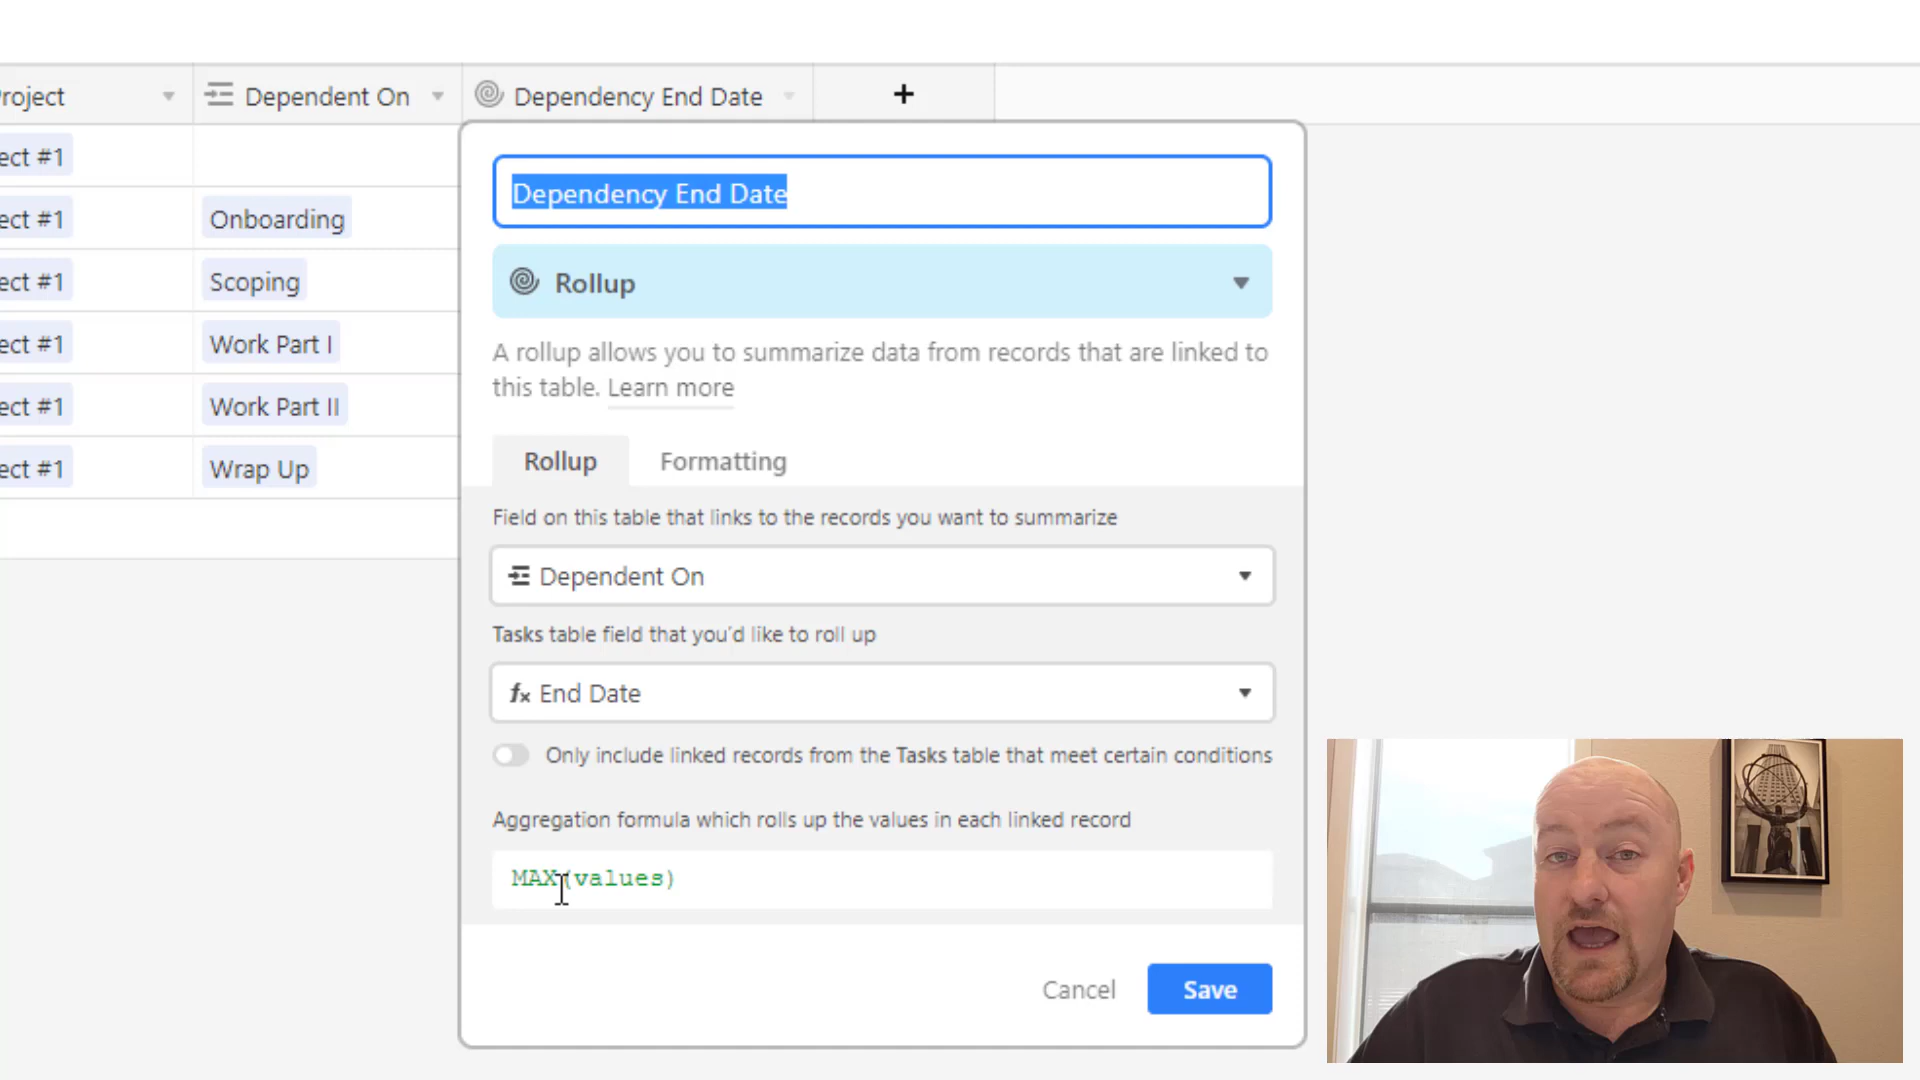 roject
Dependent On
Dependency End Date
+
ect #1
ect #1
Onboarding
ect #1
Scoping
ect #1
Work Part I
ect #1
Work Part II
ect #1
Wrap Up
Dependency End Date
Rollup
A rollup allows you to summarize data from records that are linked to
this table. Learn more
Rollup
Formatting
Field on this table that links to the records you want to summarize
Dependent On
Tasks table field that you'd like to roll up
fx End Date
Only include linked records from the Tasks table that meet certain conditions
Aggregation formula which rolls up the values in each linked record
MAX(values)
Cancel
Save